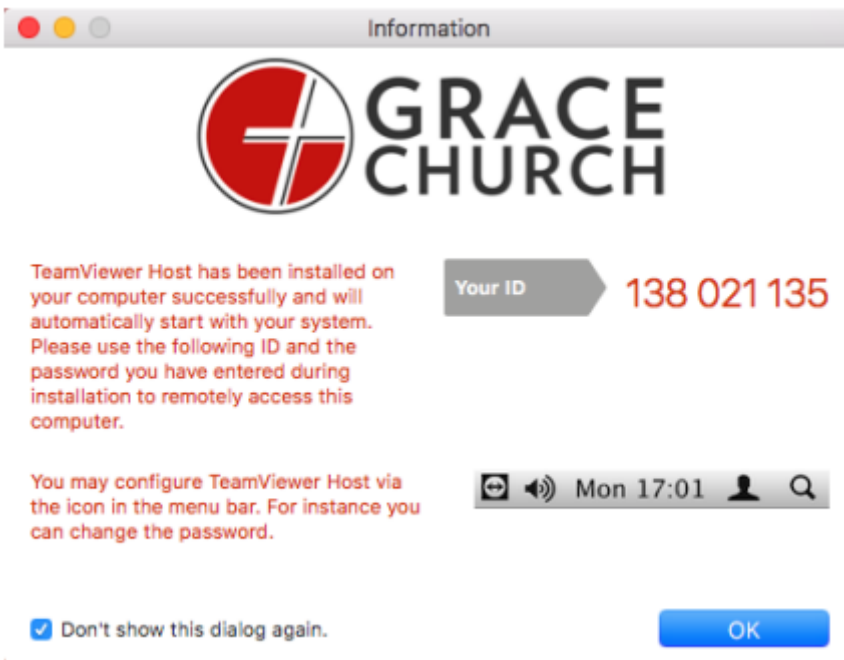 Information
GRACE
CHURCH
TeamViewer Host has been installed on
your computer successfully and will
automatically start with your system.
Please use the following ID and the
password you have entered during
installation to remotely access this
computer.
Your ID
138 021 135
You may configure TeamViewer Host via
the icon in the menu bar. For instance you
can change the password.
Mon 17:01
Don't show this dialog again.
OK